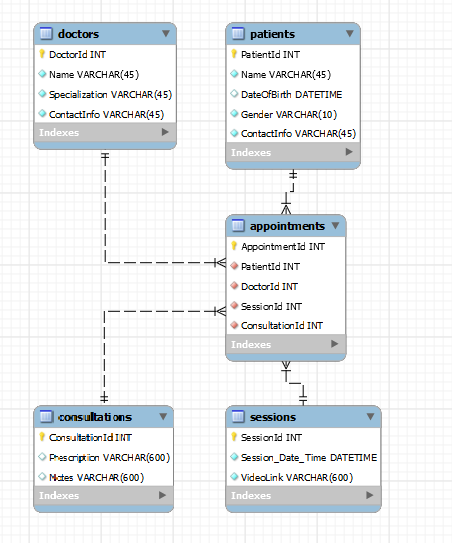 doctors
DoctorId INT
Name VARCHAR(45)
Specialization VARCHAR(45)
ContactInfo VARCHAR(45)
Indexes
patients
PatientId INT
Name VARCHAR(45)
DateOfBirth DATETIME
Gender VARCHAR(10)
ContactInfo VARCHAR(45)
Indexes
appointments
AppointmentId INT
PatientId INT
DoctorId INT
SessionId INT
ConsultationId INT
Indexes
consultations
ConsultationId INT
Prescription VARCHAR(600)
Notes VARCHAR(600)
Indexes
sessions
SessionId INT
Session_Date_Time DATETIME
VideoLink VARCHAR(600)
Indexes